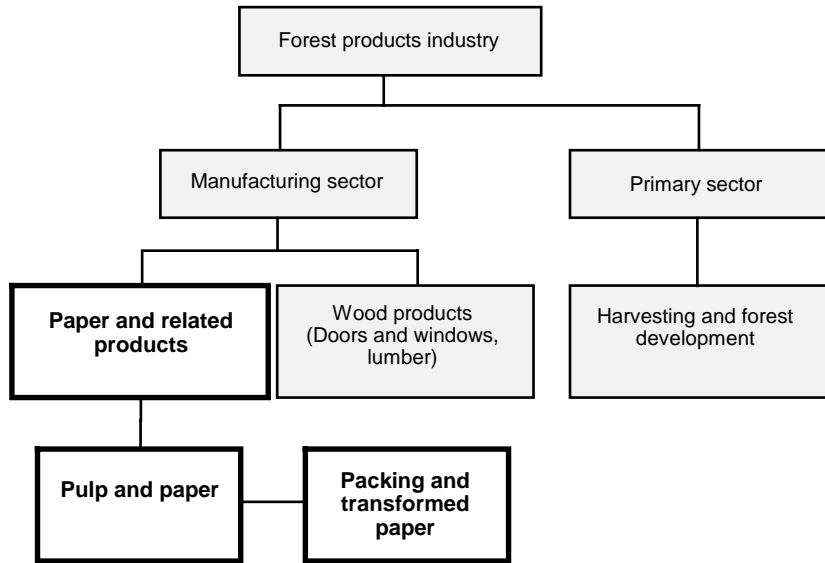 Forest products industry
Manufacturing sector
Primary sector
Paper and related
products
Wood products
(Doors and windows,
lumber)
Harvesting and forest
development
Pulp and paper
Packing and
transformed
paper